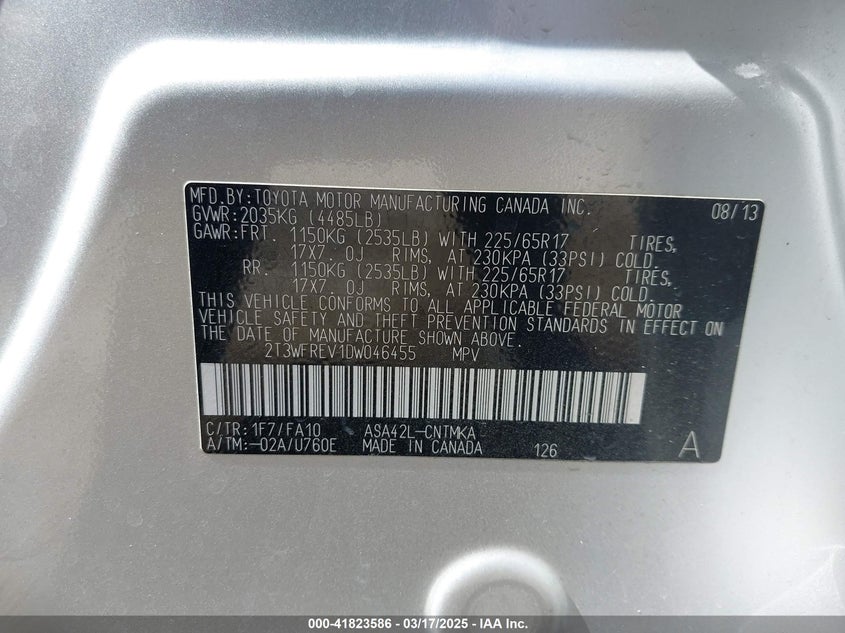 MFD.BY:TOYOTA MOTOR MANUFACTURING CANADA INC. 08/13
GVWR:2035KG (4485LB)
GAWR:FRT. 1150KG (2535LB) WITH 225/65R17 TIRES,
17X7.0J RIMS, AT 230KPA (33PSI) COLD.
RR. 1150KG (2535LB) WITH 225/65R17 TIRES,
17X7.0J RIMS, AT 230KPA (33PSI) COLD.
THIS VEHICLE CONFORMS TO ALL APPLICABLE FEDERAL MOTOR
VEHICLE SAFETY AND THEFT PREVENTION STANDARDS IN EFFECT ON
THE DATE OF MANUFACTURE SHOWN ABOVE.
2T3WFREV1DW046455 MPV
C/TR:1F7/FA10 ASA42L-CNTMKA
A/TM:-02A/U760E MADE IN CANADA 126 A
000-41823586 - 03/17/2025 - IAA Inc.